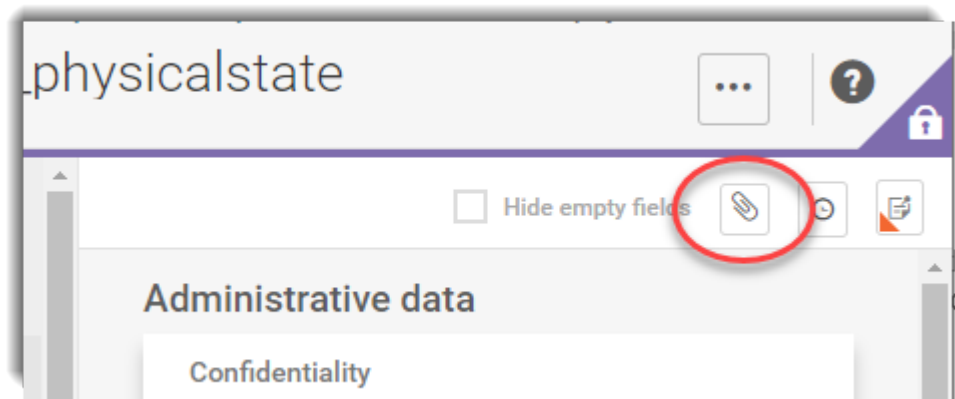 _physicalstate
...
?
Hide empty fields
Administrative data
Confidentiality